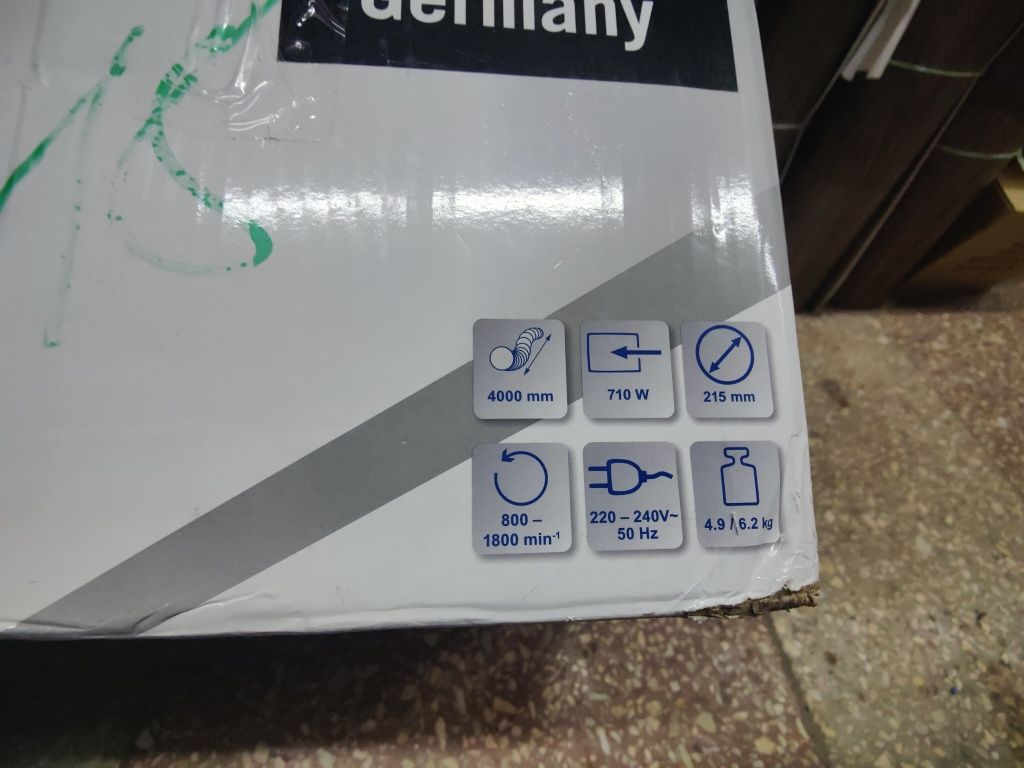 Germany
4000 mm
710 W
215 mm
800 –
1800 min⁻¹
220 – 240V~
50 Hz
4.9 / 6.2 kg